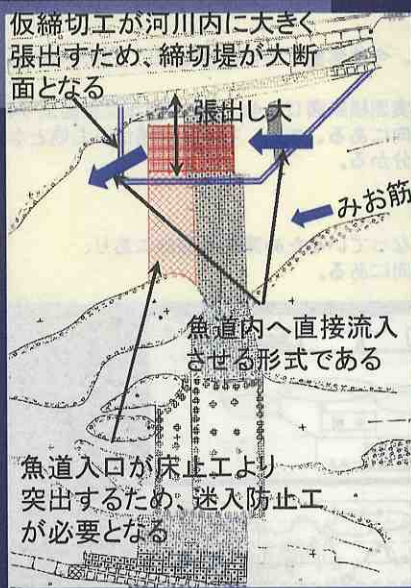 仮締切工が河川内に大きく
張出すため、締切堤が大断
面となる
張出し大
みお筋
魚道内へ直接流入
させる形式である
魚道入口が床止工より
突出するため、迷入防止工
が必要となる